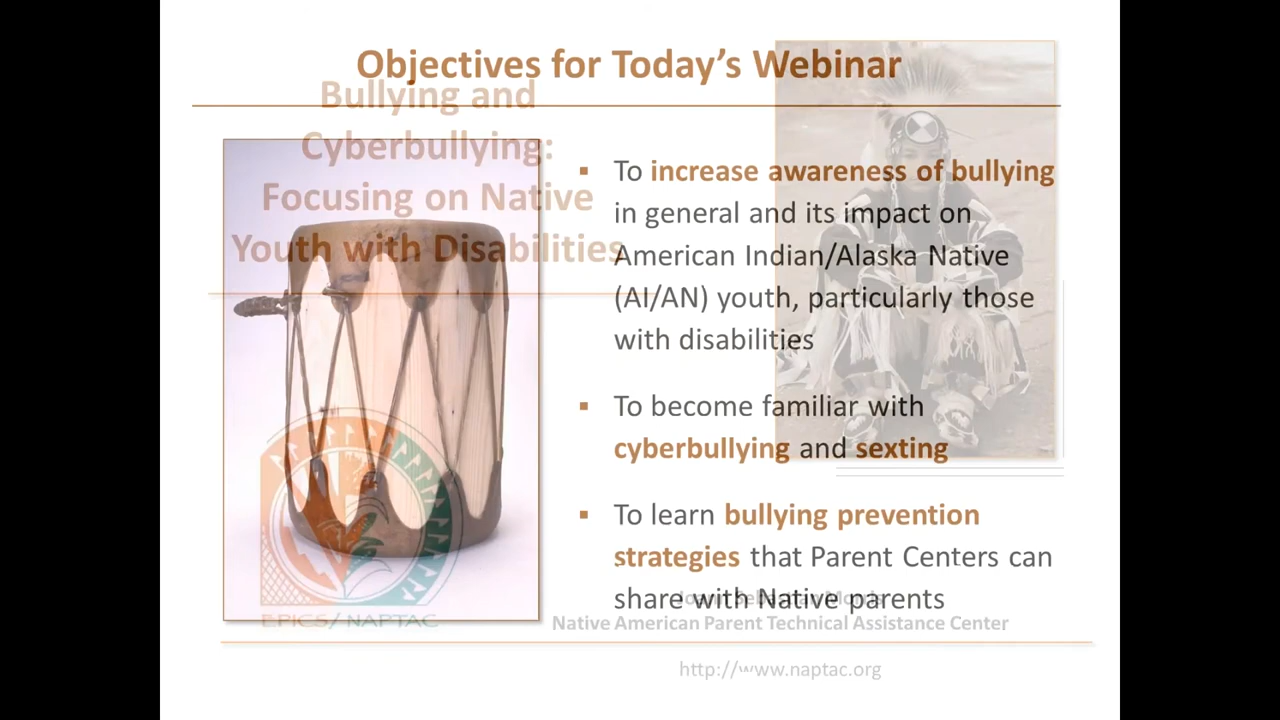 Objectives for Today’s Webinar
Bullying and
Cyberbullying:
Focusing on Native
Youth with Disabilities
▪ To increase awareness of bullying
in general and its impact on
American Indian/Alaska Native
(AI/AN) youth, particularly those
with disabilities
▪ To become familiar with
cyberbullying and sexting
▪ To learn bullying prevention
strategies that Parent Centers can
share with Native parents
EPICS/NAPTAC
Native American Parent Technical Assistance Center
http://www.naptac.org